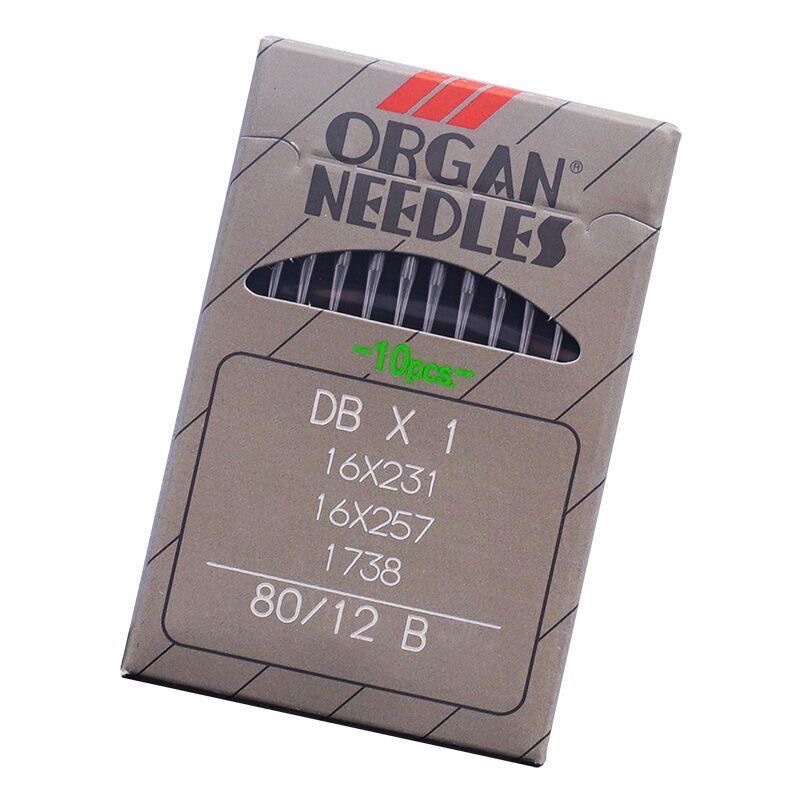 ORGAN®
NEEDLES
-10pcs.-
DB X 1
16X231
16X257
1738
80/12 B